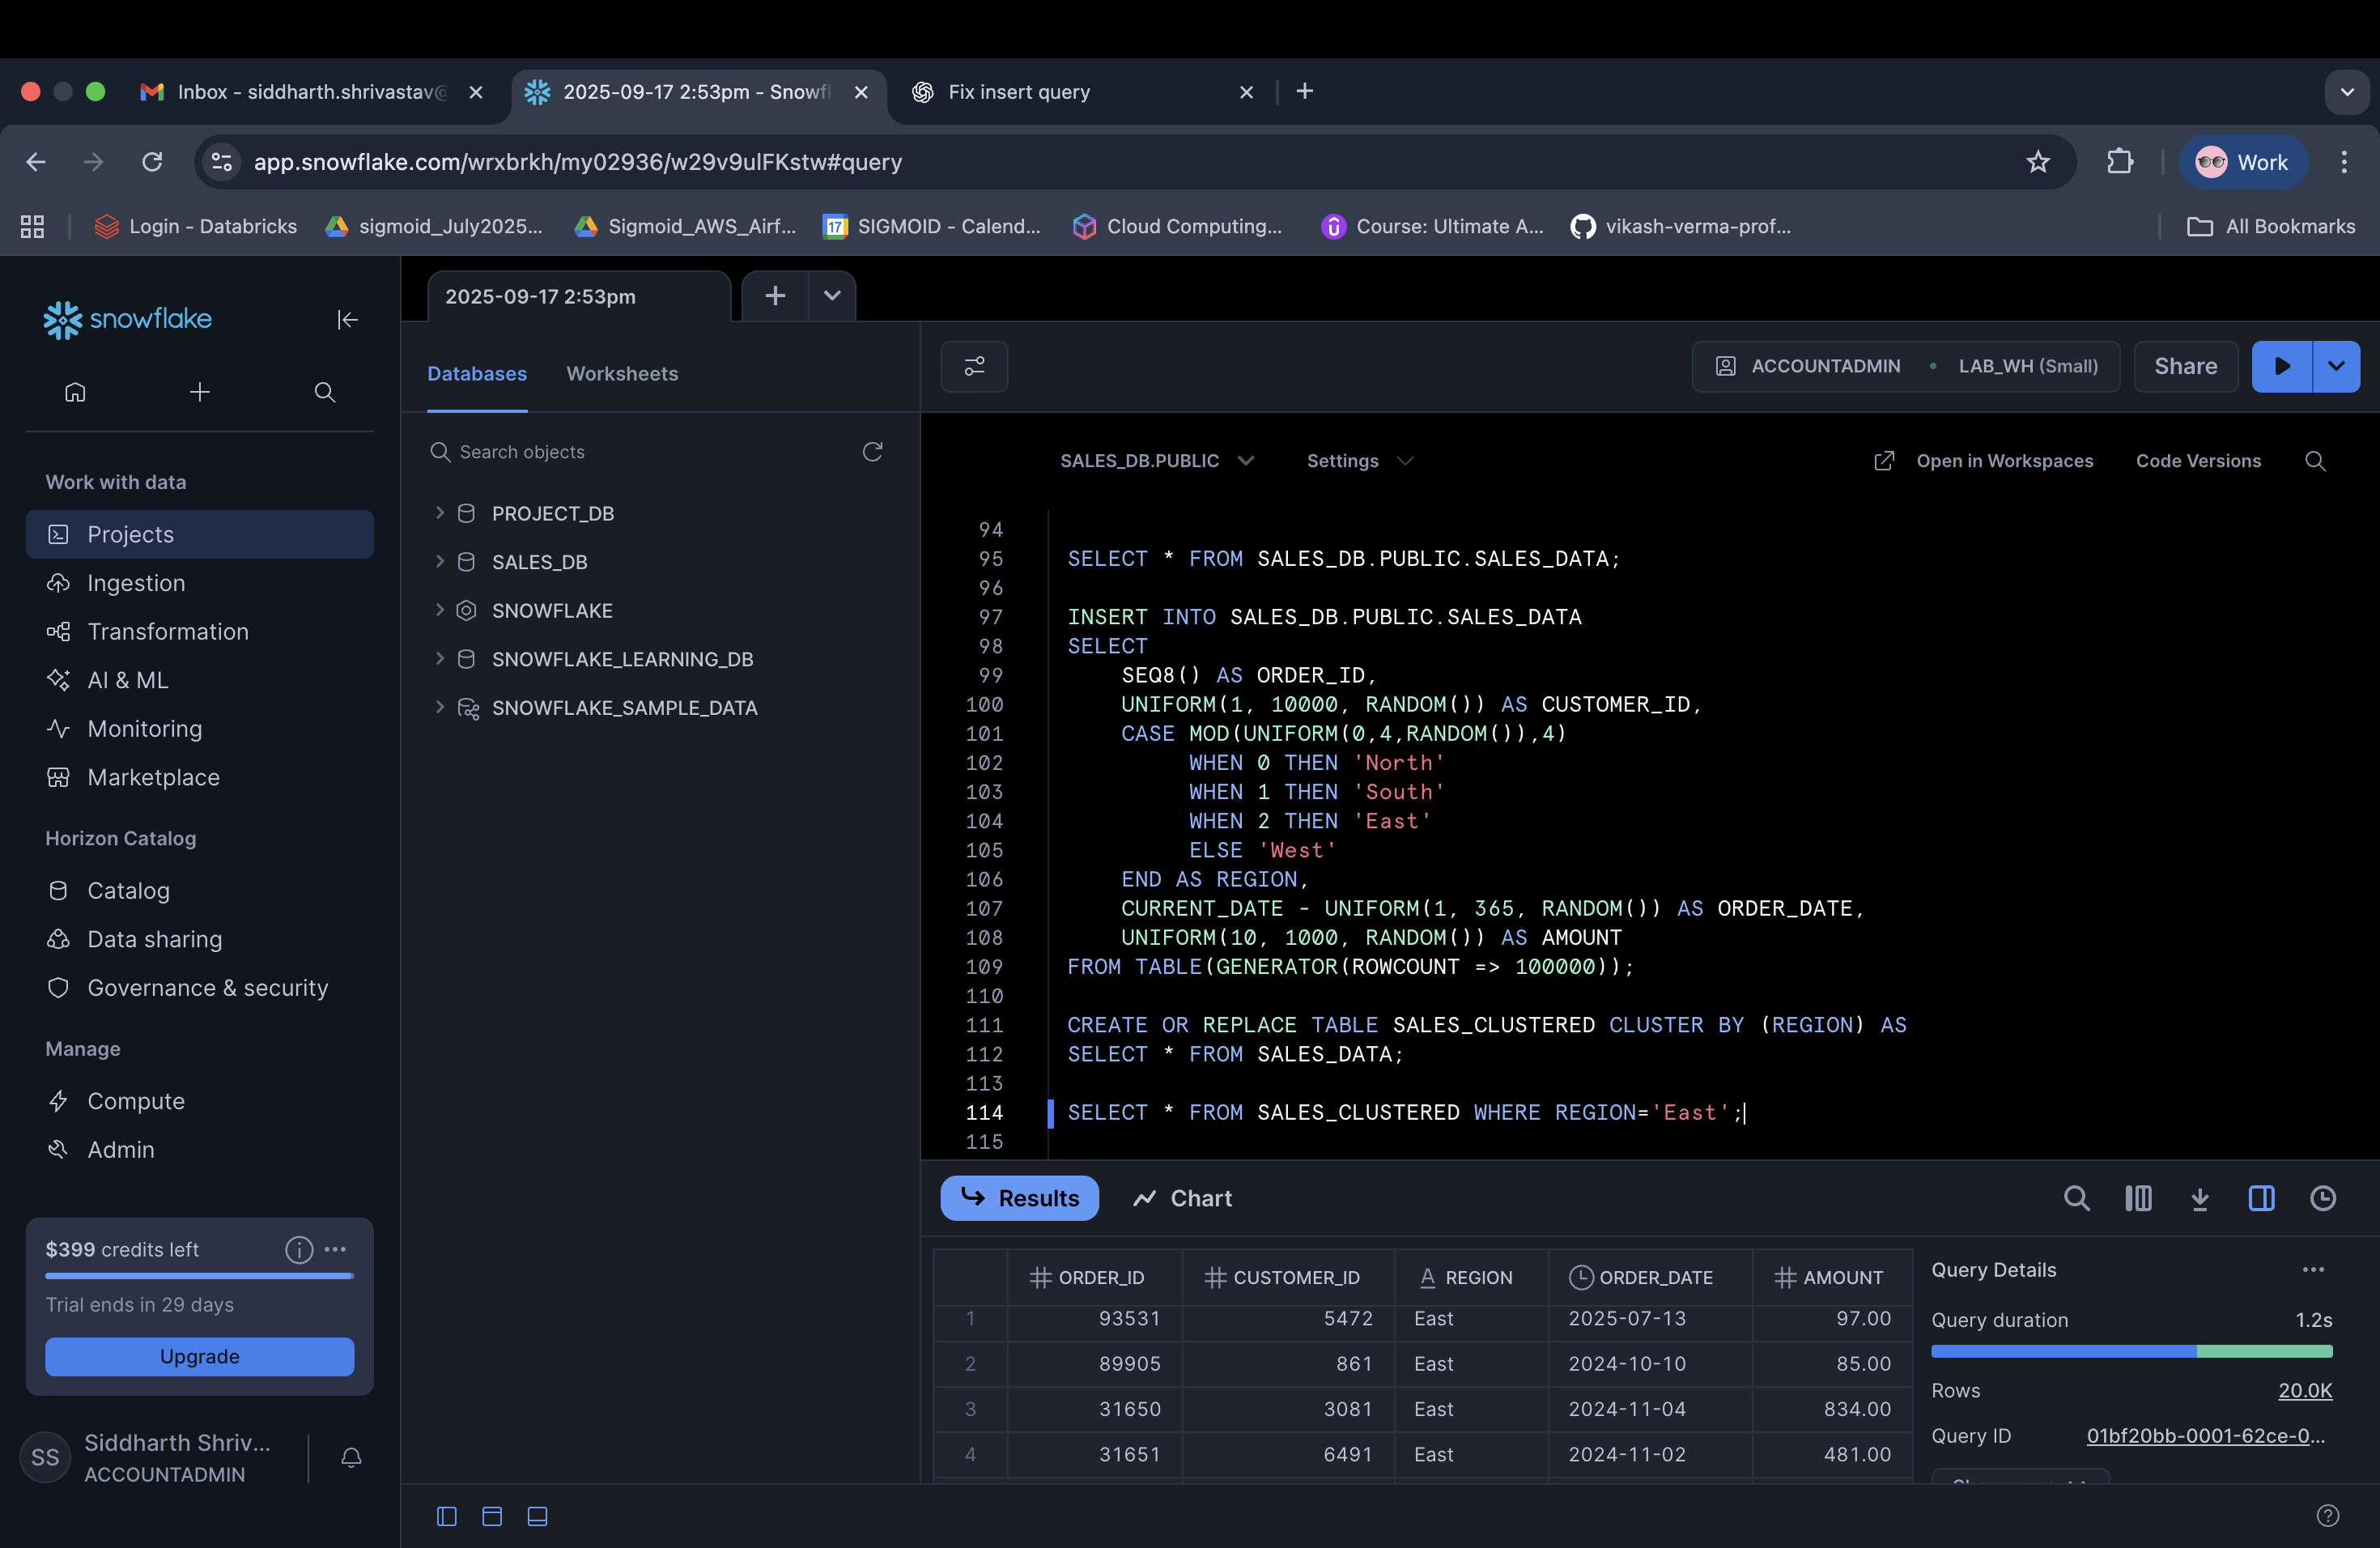 Inbox - siddharth.shrivastav@
2025-09-17 2:53pm - Snowfl
Fix insert query
app.snowflake.com/wrxbrkh/my02936/w29v9ulFKstw#query
Work
Login - Databricks
sigmoid_July2025...
Sigmoid_AWS_Airf...
17
SIGMOID - Calend...
Cloud Computing...
Course: Ultimate A...
vikash-verma-prof...
All Bookmarks
snowflake
Work with data
Projects
Ingestion
Transformation
AI & ML
Monitoring
Marketplace
Horizon Catalog
Catalog
Data sharing
Governance & security
Manage
Compute
Admin
$399 credits left
Trial ends in 29 days
Upgrade
SS
Siddharth Shriv...
ACCOUNTADMIN
2025-09-17 2:53pm
Databases
Worksheets
Search objects
PROJECT_DB
SALES_DB
SNOWFLAKE
SNOWFLAKE_LEARNING_DB
SNOWFLAKE_SAMPLE_DATA
ACCOUNTADMIN
LAB_WH (Small)
Share
SALES_DB.PUBLIC
Settings
Open in Workspaces
Code Versions
94
95 SELECT * FROM SALES_DB.PUBLIC.SALES_DATA;
96
97 INSERT INTO SALES_DB.PUBLIC.SALES_DATA
98 SELECT
99 SEQ8() AS ORDER_ID,
100 UNIFORM(1, 10000, RANDOM()) AS CUSTOMER_ID,
101 CASE MOD(UNIFORM(0,4,RANDOM()),4)
102 WHEN 0 THEN 'North'
103 WHEN 1 THEN 'South'
104 WHEN 2 THEN 'East'
105 ELSE 'West'
106 END AS REGION,
107 CURRENT_DATE - UNIFORM(1, 365, RANDOM()) AS ORDER_DATE,
108 UNIFORM(10, 1000, RANDOM()) AS AMOUNT
109 FROM TABLE(GENERATOR(ROWCOUNT => 100000));
110
111 CREATE OR REPLACE TABLE SALES_CLUSTERED CLUSTER BY (REGION) AS
112 SELECT * FROM SALES_DATA;
113
114 SELECT * FROM SALES_CLUSTERED WHERE REGION='East';
115
Results
Chart
ORDER_ID CUSTOMER_ID REGION ORDER_DATE AMOUNT
1 93531 5472 East 2025-07-13 97.00
2 89905 861 East 2024-10-10 85.00
3 31650 3081 East 2024-11-04 834.00
4 31651 6491 East 2024-11-02 481.00
Query Details
Query duration 1.2s
Rows 20.0K
Query ID 01bf20bb-0001-62ce-0...